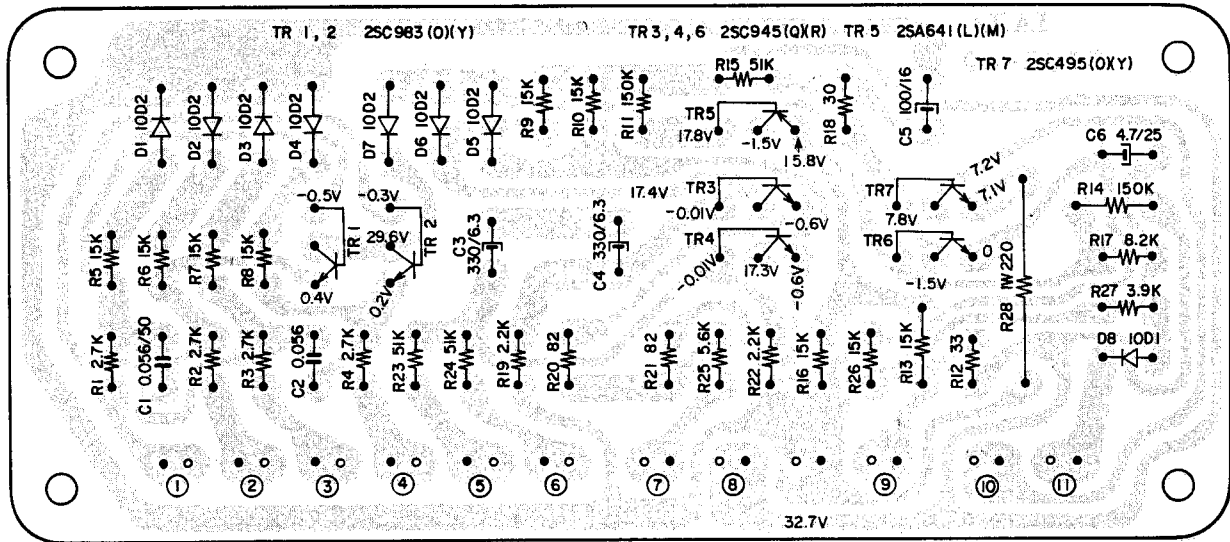 TR 1, 2 2SC983(O)(Y) TR 3, 4, 6 2SC945(Q)(R) TR 5 2SA641(L)(M)
TR 7 2SC495(O)(Y)
D1 10D2
D2 10D2
D3 10D2
D4 10D2
D7 10D2
D6 10D2
D5 10D2
R9 15K
R10 15K
R11 150K
R15 51K
TR5
17.8V
-1.5V
15.8V
R18 30
C5 100/16
C6 4.7/25
R14 150K
R17 8.2K
R27 3.9K
D8 10D1
R5 15K
R6 15K
R7 15K
R8 15K
-0.5V
TR 1
0.4V
-0.3V
29.6V
TR 2
0.2V
C3 330/6.3
C4 330/6.3
17.4V
TR3
-0.01V
-0.6V
TR4
-0.01V
17.3V
-0.6V
TR7
7.2V
7.1V
7.8V
TR6
0
-1.5V
R28 1W220
R1 2.7K
C1 0.056/50
R2 2.7K
R3 2.7K
C2 0.056
R4 2.7K
R23 51K
R24 51K
R19 2.2K
R20 82
R21 82
R25 5.6K
R22 2.2K
R16 15K
R26 15K
R13 15K
R12 33
1 2 3 4 5 6 7 8 9 10 11
32.7V